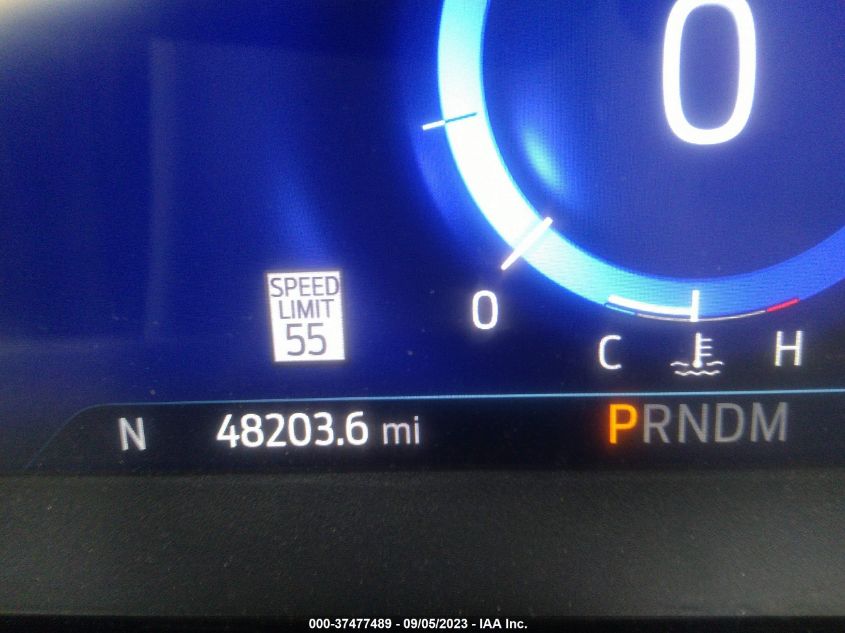 0
SPEED
LIMIT
55
0
C H
N 48203.6 mi PRNDM
000-37477489 - 09/05/2023 - IAA Inc.